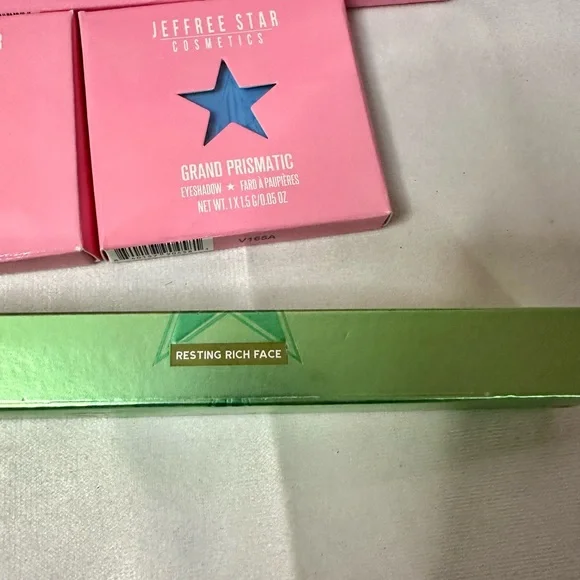 JEFFREE STAR
COSMETICS
GRAND PRISMATIC
EYESHADOW ★ FARD À PAUPIÈRES
NET WT. 1 X 1.5 G/0.05 OZ
V168A
RESTING RICH FACE